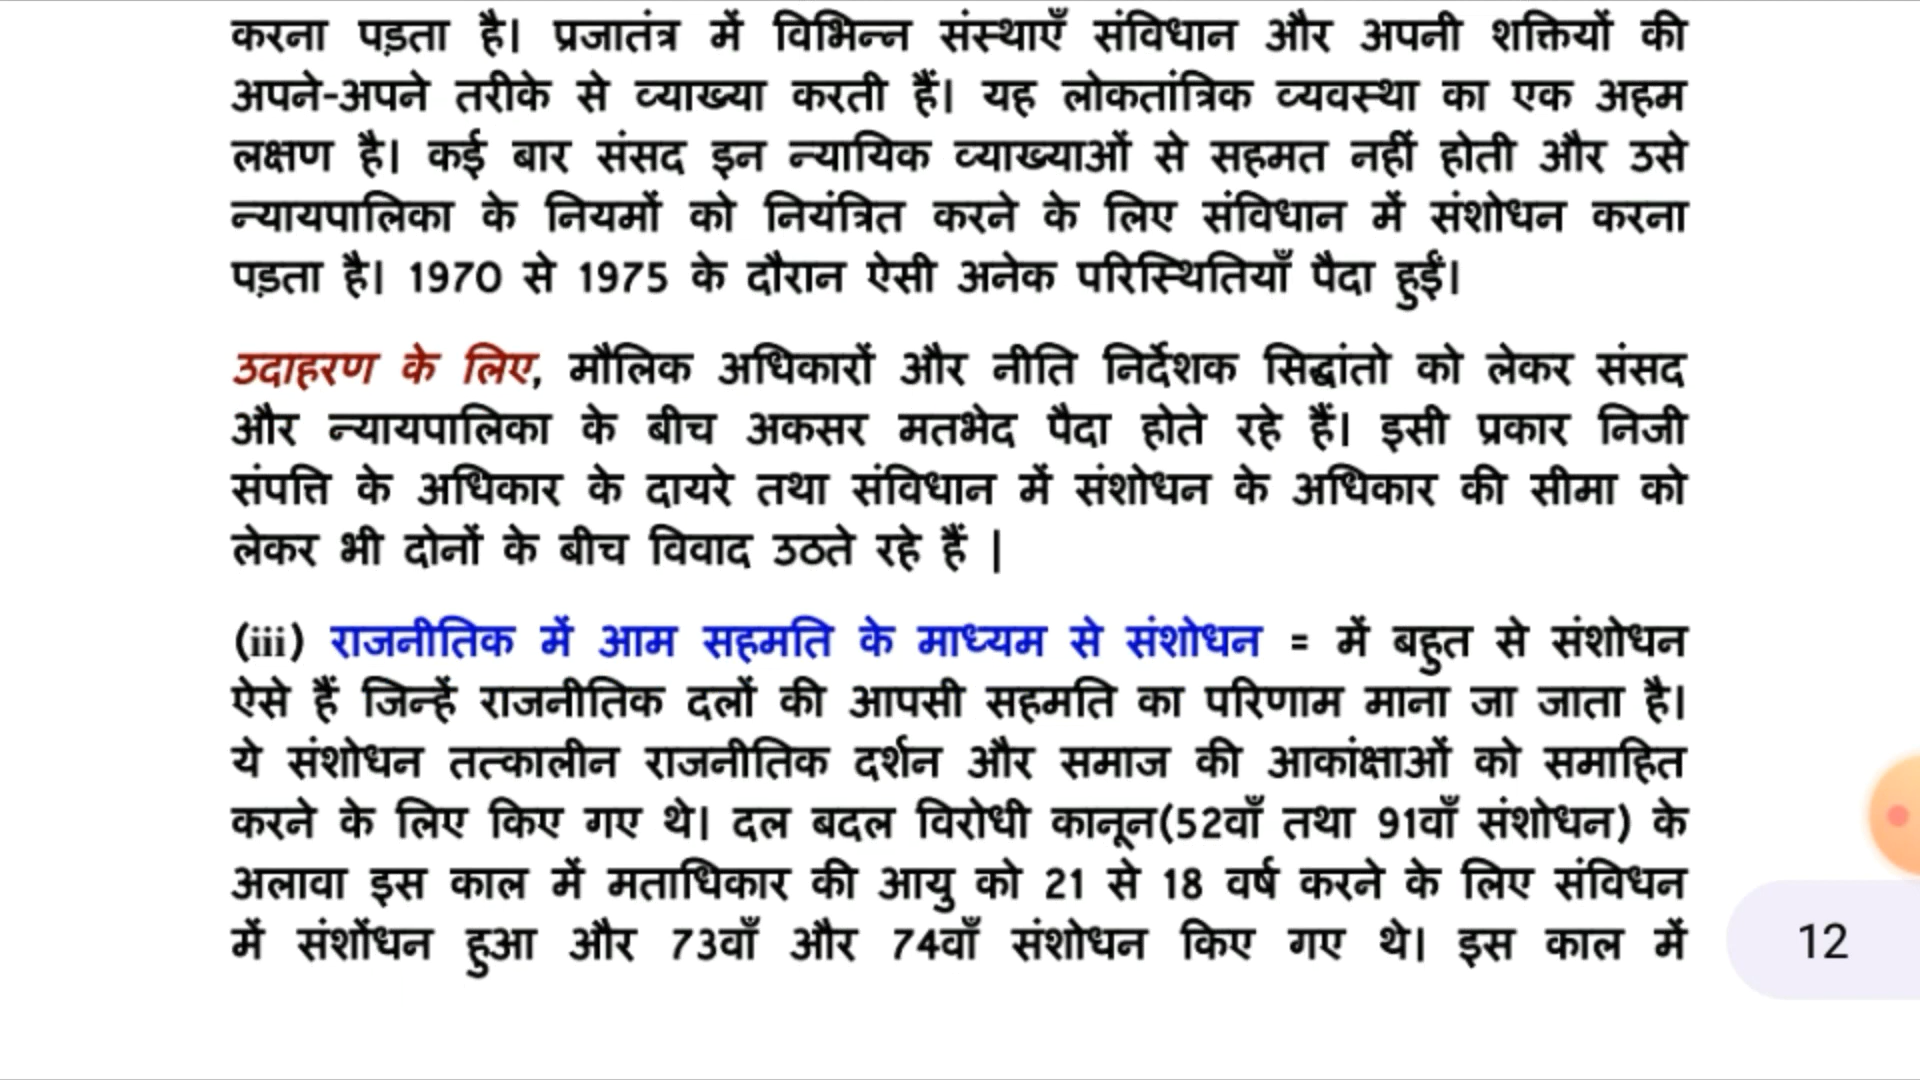 करना पड़ता है। प्रजातंत्र में विभिन्न संस्थाएँ संविधान और अपनी शक्तियों की
अपने-अपने तरीके से व्याख्या करती हैं। यह लोकतांत्रिक व्यवस्था का एक अहम
लक्षण है। कई बार संसद इन न्यायिक व्याख्याओं से सहमत नहीं होती और उसे
न्यायपालिका के नियमों को नियंत्रित करने के लिए संविधान में संशोधन करना
पड़ता है। 1970 से 1975 के दौरान ऐसी अनेक परिस्थितियाँ पैदा हुईं।
उदाहरण के लिए, मौलिक अधिकारों और नीति निर्देशक सिद्धांतो को लेकर संसद
और न्यायपालिका के बीच अकसर मतभेद पैदा होते रहे हैं। इसी प्रकार निजी
संपत्ति के अधिकार के दायरे तथा संविधान में संशोधन के अधिकार की सीमा को
लेकर भी दोनों के बीच विवाद उठते रहे हैं |
(iii) राजनीतिक में आम सहमति के माध्यम से संशोधन = में बहुत से संशोधन
ऐसे हैं जिन्हें राजनीतिक दलों की आपसी सहमति का परिणाम माना जा जाता है।
ये संशोधन तत्कालीन राजनीतिक दर्शन और समाज की आकांक्षाओं को समाहित
करने के लिए किए गए थे। दल बदल विरोधी कानून(52वाँ तथा 91वाँ संशोधन) के
अलावा इस काल में मताधिकार की आयु को 21 से 18 वर्ष करने के लिए संविधन
में संशोंधन हुआ और 73वाँ और 74वाँ संशोधन किए गए थे। इस काल में
12